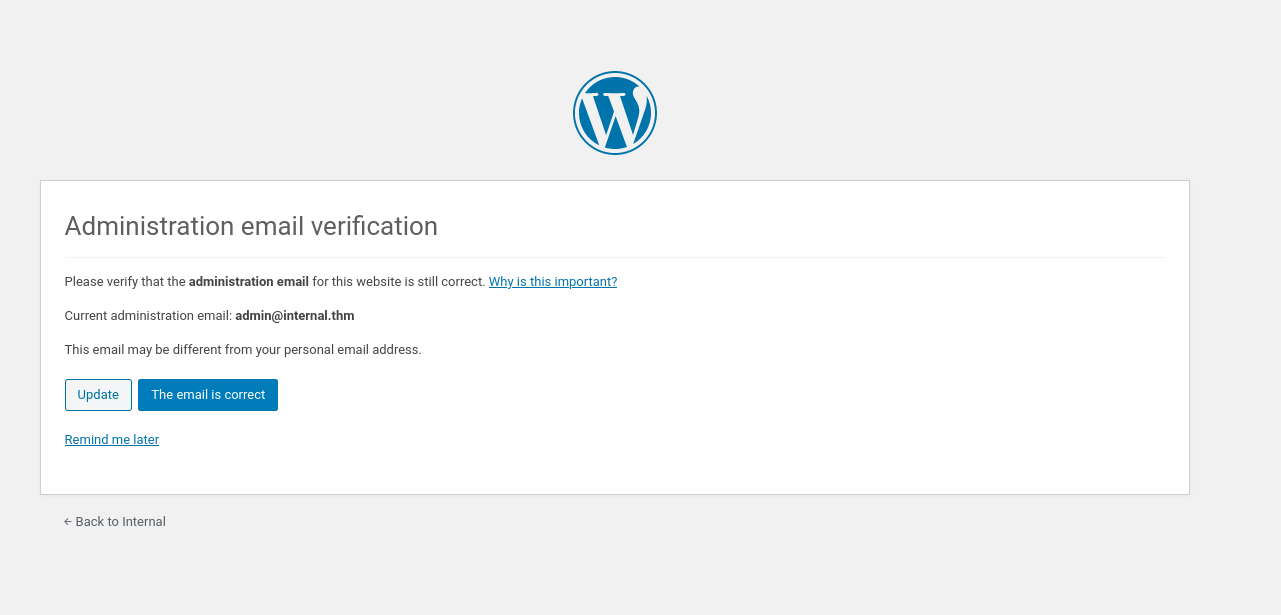 Administration email verification
Please verify that the administration email for this website is still correct. Why is this important?
Current administration email: admin@internal.thm
This email may be different from your personal email address.
Update The email is correct
Remind me later
← Back to Internal